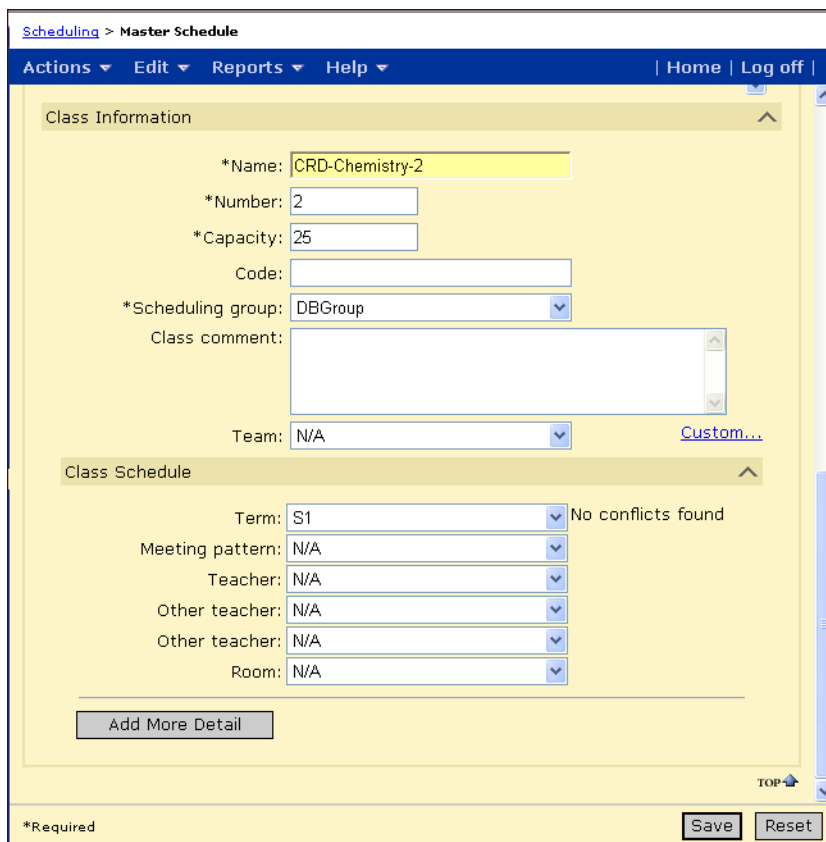 Scheduling > Master Schedule
Actions Edit Reports Help | Home | Log off |
Class Information
*Name: CRD-Chemistry-2
*Number: 2
*Capacity: 25
Code:
*Scheduling group: DBGroup
Class comment:
Team: N/A Custom...
Class Schedule
Term: S1 No conflicts found
Meeting pattern: N/A
Teacher: N/A
Other teacher: N/A
Other teacher: N/A
Room: N/A
Add More Detail
TOP
*Required Save Reset